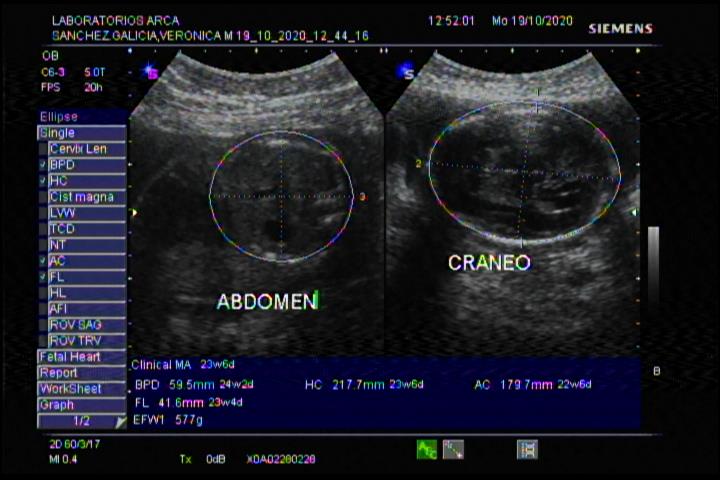 LABORATORIOS ARCA 12:52:01 Mo 19/10/2020
SANCHEZ GALICIA,VERONICA M 19_10_2020_12_44_16 SIEMENS
OB
C6-3 5.0T
FPS 20h
S
S
Ellipse
Single
Cervix Len
BPD
HC
Cist magna
LVW
TCD
NT
AC
FL
HL
AFI
ROV SAG
ROV TRV
Fetal Heart
Report
WorkSheet
Graph
1/2
3
2
ABDOMEN
CRANEO
Clinical MA 23w6d
BPD 59.5mm 24w2d HC 217.7mm 23w6d AC 179.7mm 22w6d
FL 41.6mm 23w4d
EFW1 577g
B
2D 60/3/17
MI 0.4 Tx 0dB